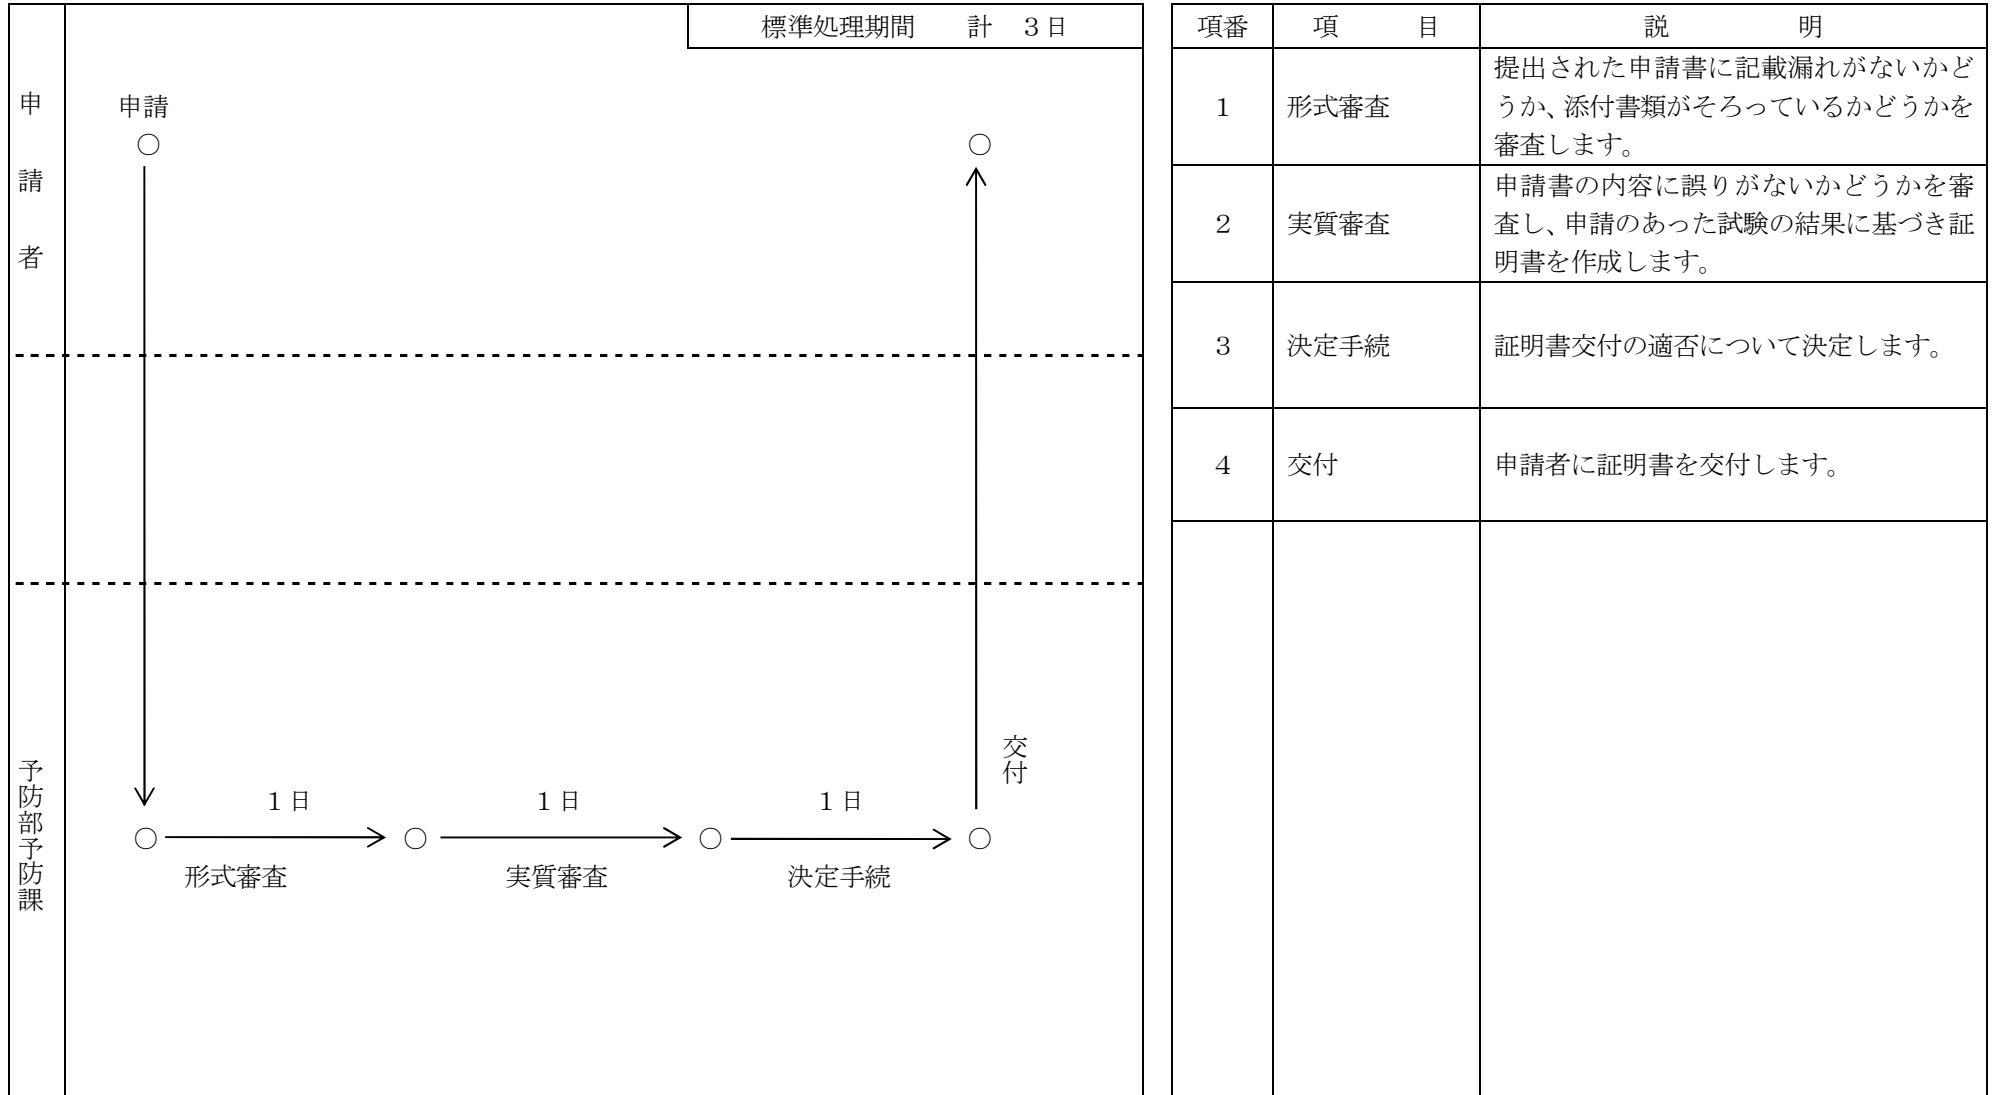 標準処理期間　　計　３日
申請者
申請
○
○
予防部予防課
交付
１日
１日
１日
○
○
○
○
形式審査
実質審査
決定手続
項番
項　　　目
説　　　　　明
１
形式審査
提出された申請書に記載漏れがないかど
うか、添付書類がそろっているかどうかを
審査します。
２
実質審査
申請書の内容に誤りがないかどうかを審
査し、申請のあった試験の結果に基づき証
明書を作成します。
３
決定手続
証明書交付の適否について決定します。
４
交付
申請者に証明書を交付します。